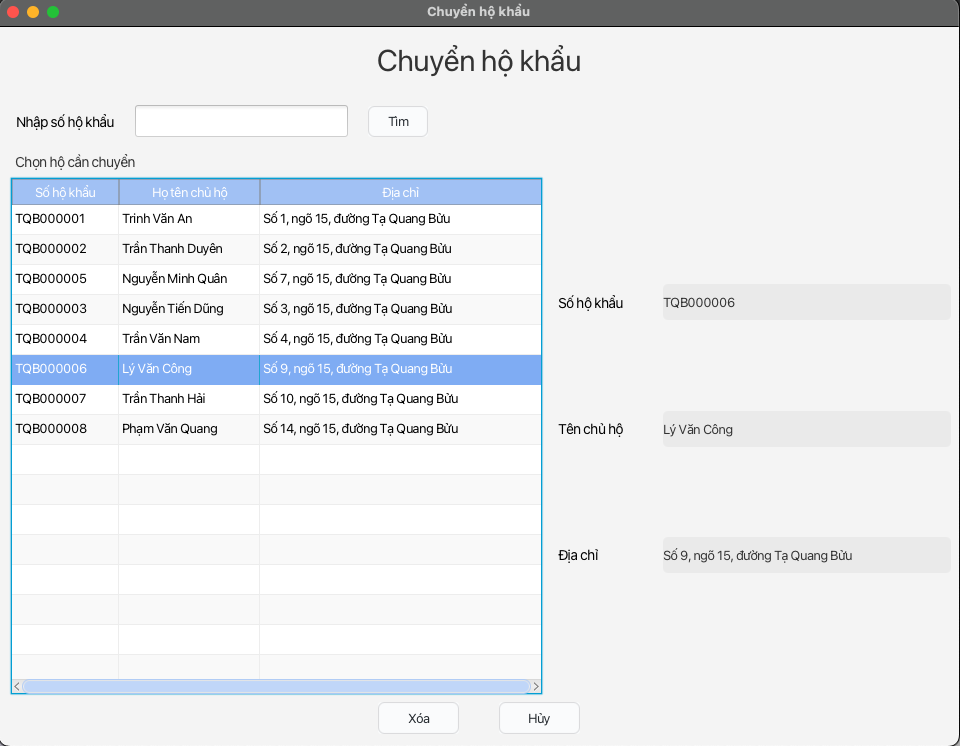 Chuyển hộ khẩu
Chuyển hộ khẩu
Nhập số hộ khẩu Tìm
Chọn hộ cần chuyển
Số hộ khẩu Họ tên chủ hộ Địa chỉ
TQB000001 Trinh Văn An Số 1, ngõ 15, đường Tạ Quang Bửu
TQB000002 Trần Thanh Duyên Số 2, ngõ 15, đường Tạ Quang Bửu
TQB000005 Nguyễn Minh Quân Số 7, ngõ 15, đường Tạ Quang Bửu
TQB000003 Nguyễn Tiến Dũng Số 3, ngõ 15, đường Tạ Quang Bửu
TQB000004 Trần Văn Nam Số 4, ngõ 15, đường Tạ Quang Bửu
TQB000006 Lý Văn Công Số 9, ngõ 15, đường Tạ Quang Bửu
TQB000007 Trần Thanh Hải Số 10, ngõ 15, đường Tạ Quang Bửu
TQB000008 Phạm Văn Quang Số 14, ngõ 15, đường Tạ Quang Bửu
Số hộ khẩu TQB000006
Tên chủ hộ Lý Văn Công
Địa chỉ Số 9, ngõ 15, đường Tạ Quang Bửu
Xóa Hủy